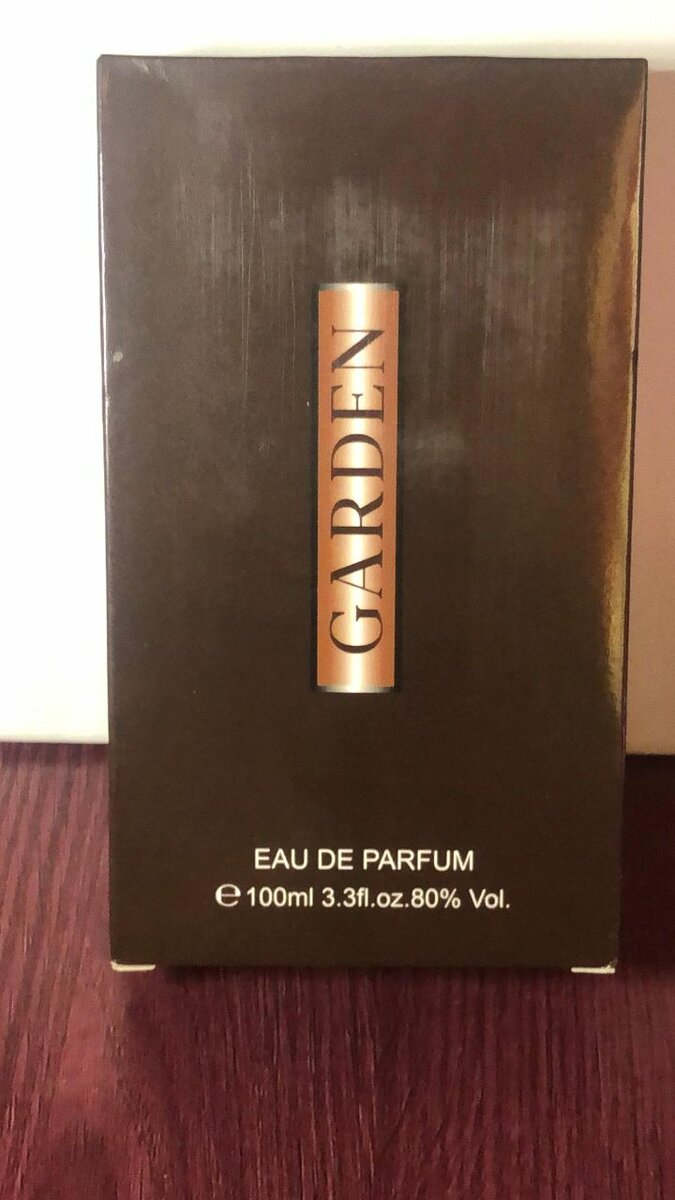 GARDEN
EAU DE PARFUM
℮ 100ml 3.3fl.oz.80% Vol.